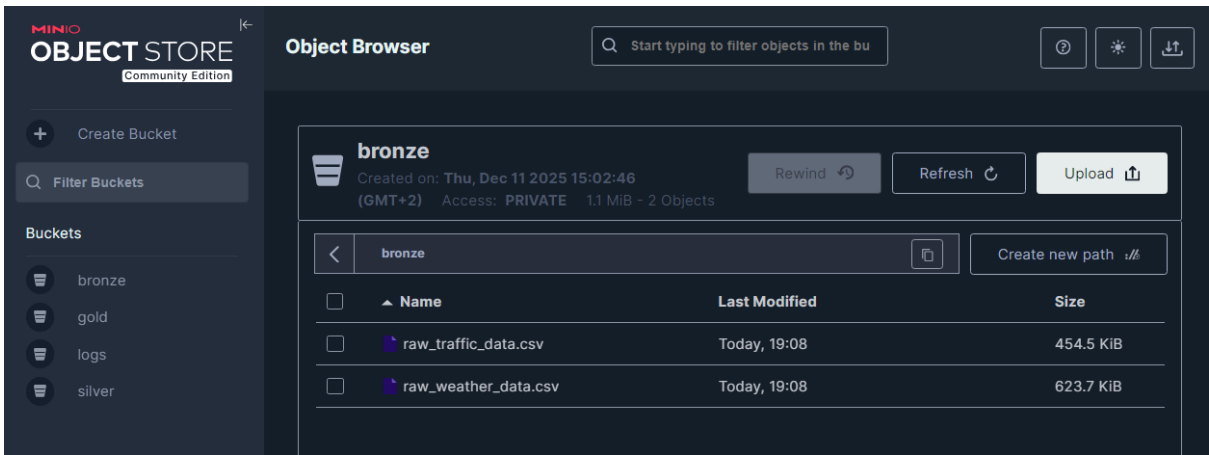 MINIO
OBJECT STORE
Community Edition
Create Bucket
Filter Buckets
Buckets
bronze
gold
logs
silver
Object Browser
Start typing to filter objects in the bu
bronze
Created on: Thu, Dec 11 2025 15:02:46
(GMT+2) Access: PRIVATE 1.1 MiB - 2 Objects
Rewind
Refresh
Upload
bronze
Create new path
Name Last Modified Size
raw_traffic_data.csv Today, 19:08 454.5 KiB
raw_weather_data.csv Today, 19:08 623.7 KiB